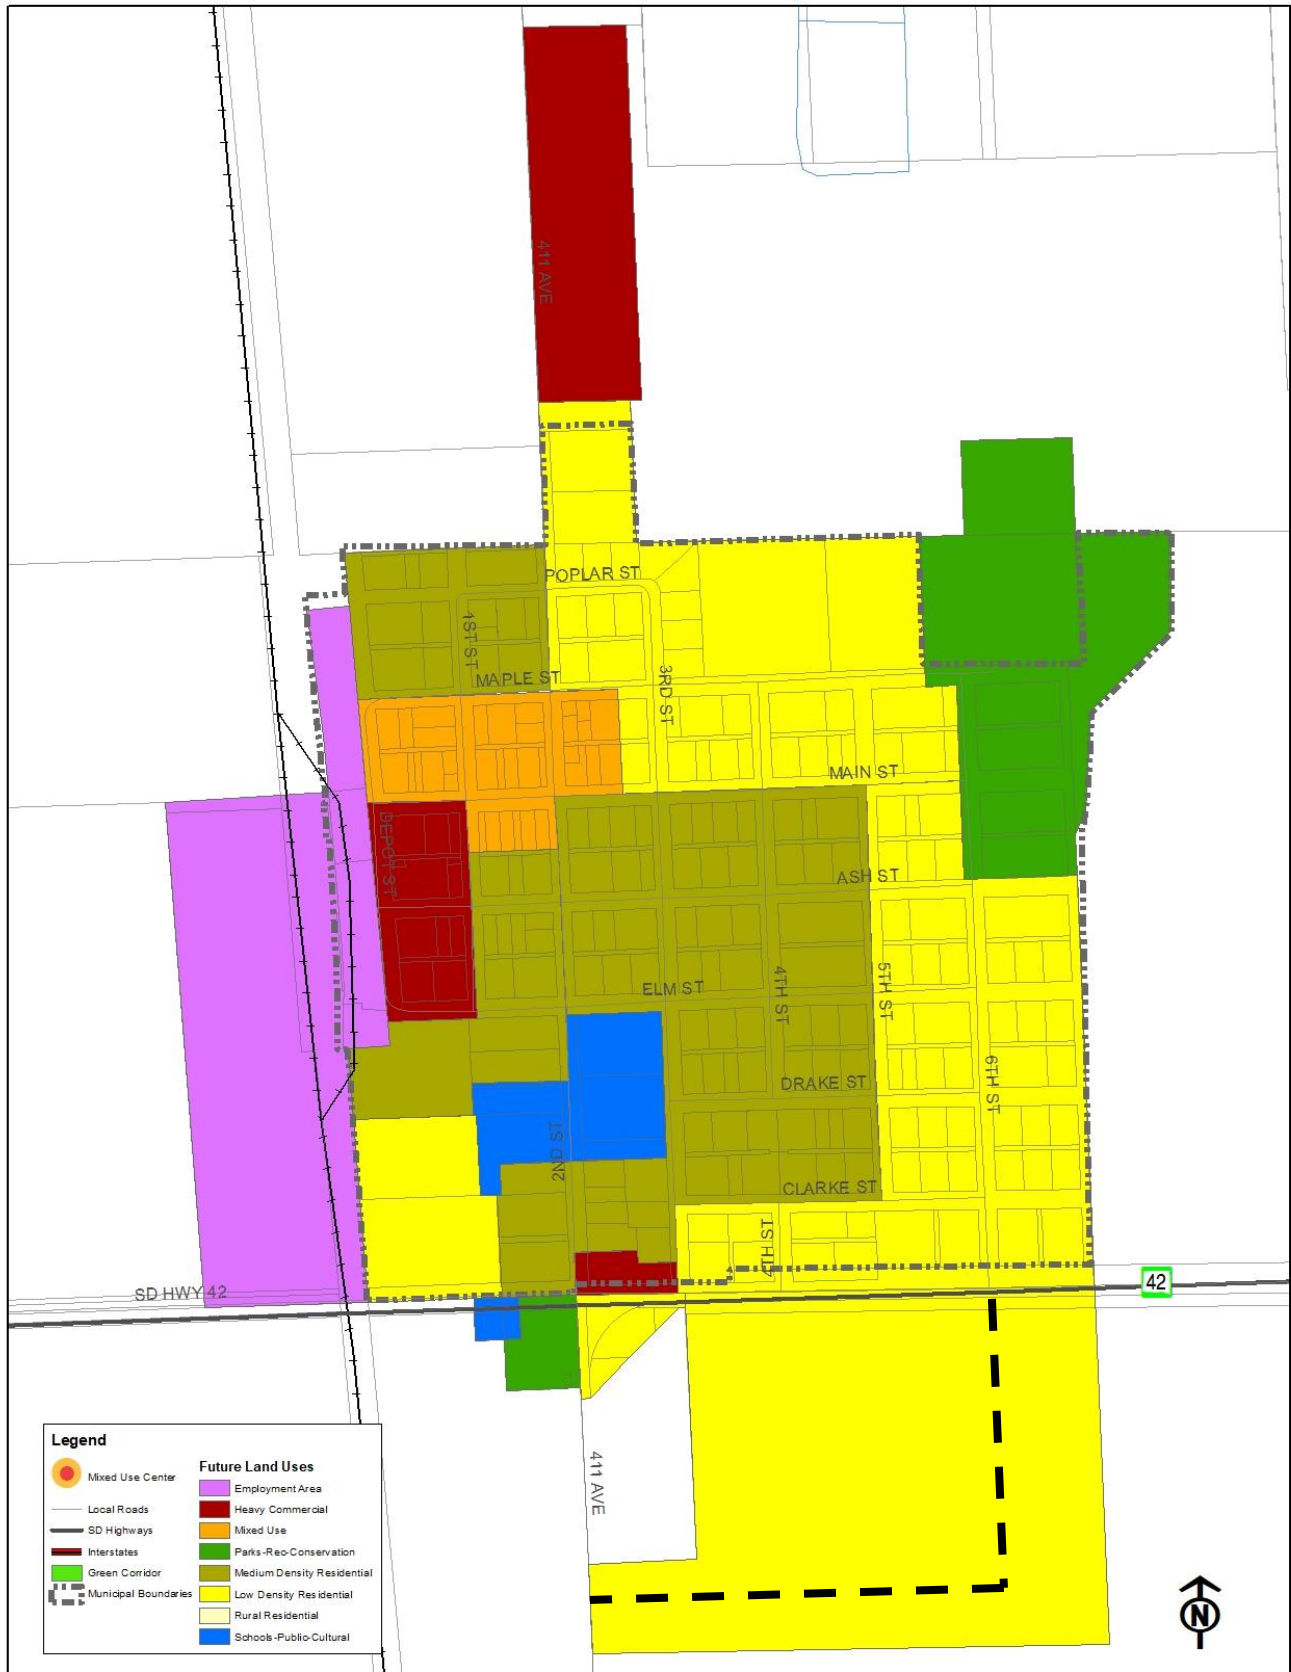 411 AVE
POPLAR ST
1ST ST
MAPLE ST
3RD ST
MAIN ST
DEPOT ST
ASH ST
ELM ST
4TH ST
5TH ST
DRAKE ST
6TH ST
2ND ST
CLARKE ST
4TH ST
SD HWY 42
42
411 AVE
Legend
Mixed Use Center
Local Roads
SD Highways
Interstates
Green Corridor
Municipal Boundaries
Future Land Uses
Employment Area
Heavy Commercial
Mixed Use
Parks-Rec-Conservation
Medium Density Residential
Low Density Residential
Rural Residential
Schools-Public-Cultural
N